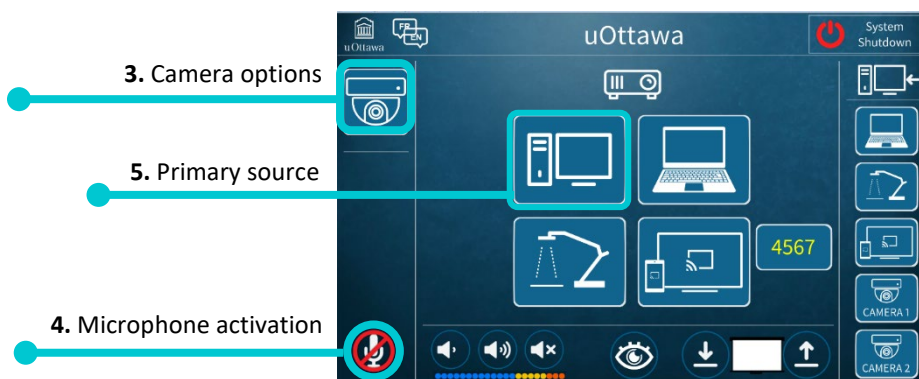 uOttawa
FR
EN
uOttawa
System
Shutdown
3. Camera options
5. Primary source
4567
4. Microphone activation
CAMERA 1
CAMERA 2